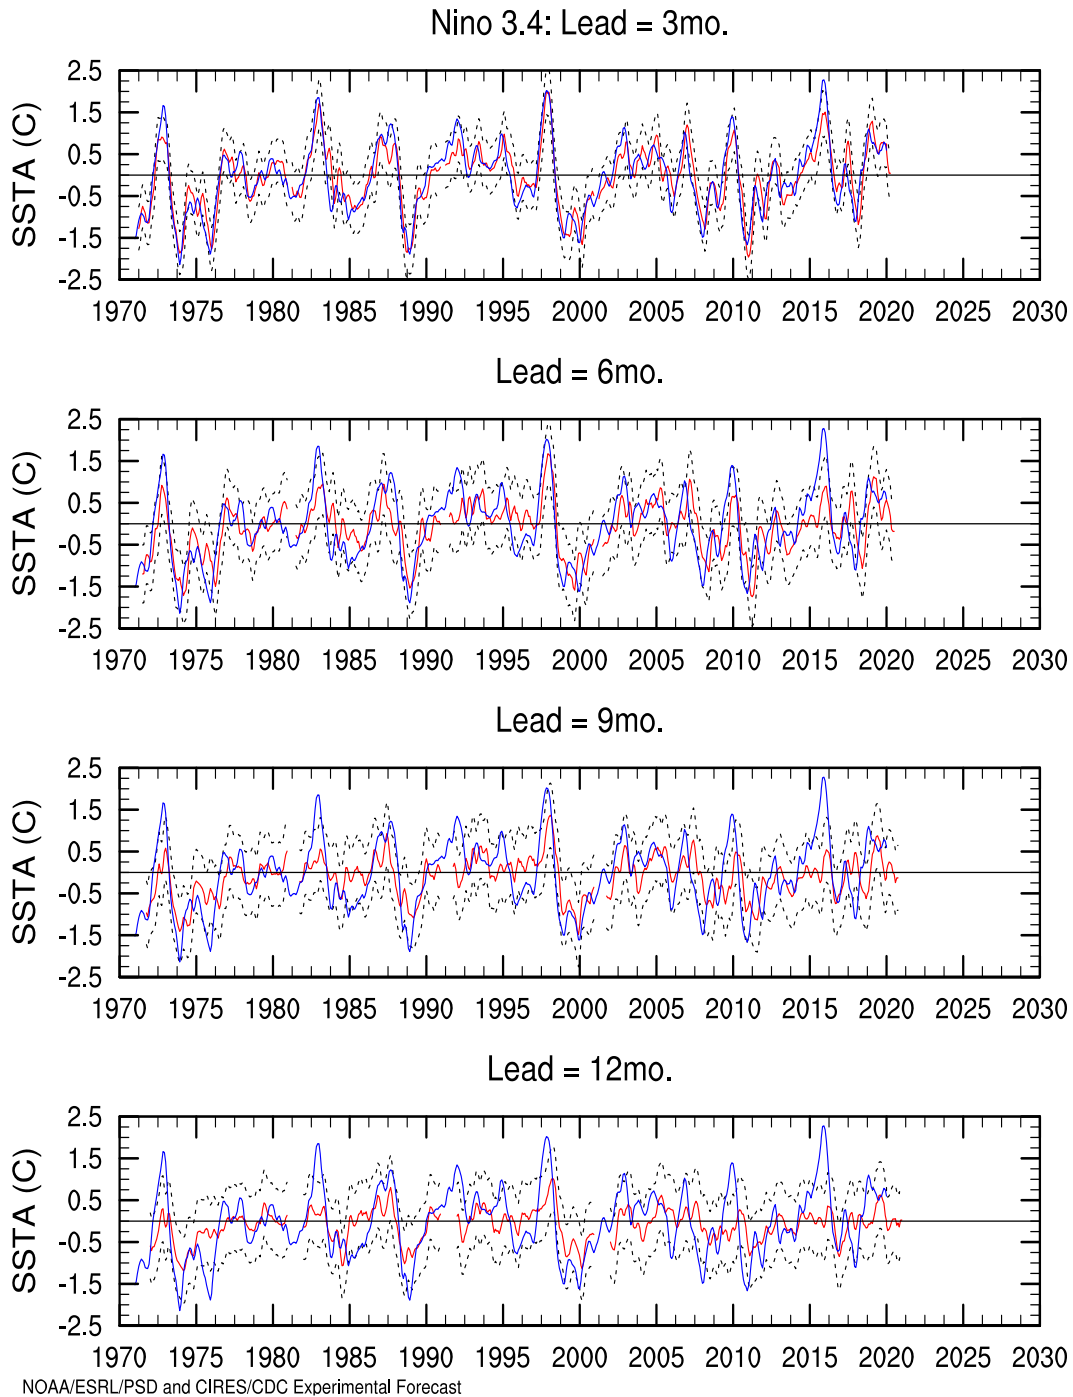 Nino 3.4: Lead = 3mo.
2.5
1.5
0.5
-0.5
-1.5
-2.5
SSTA (C)
1970 1975 1980 1985 1990 1995 2000 2005 2010 2015 2020 2025 2030
Lead = 6mo.
2.5
1.5
0.5
-0.5
-1.5
-2.5
SSTA (C)
1970 1975 1980 1985 1990 1995 2000 2005 2010 2015 2020 2025 2030
Lead = 9mo.
2.5
1.5
0.5
-0.5
-1.5
-2.5
SSTA (C)
1970 1975 1980 1985 1990 1995 2000 2005 2010 2015 2020 2025 2030
Lead = 12mo.
2.5
1.5
0.5
-0.5
-1.5
-2.5
SSTA (C)
1970 1975 1980 1985 1990 1995 2000 2005 2010 2015 2020 2025 2030
NOAA/ESRL/PSD and CIRES/CDC Experimental Forecast